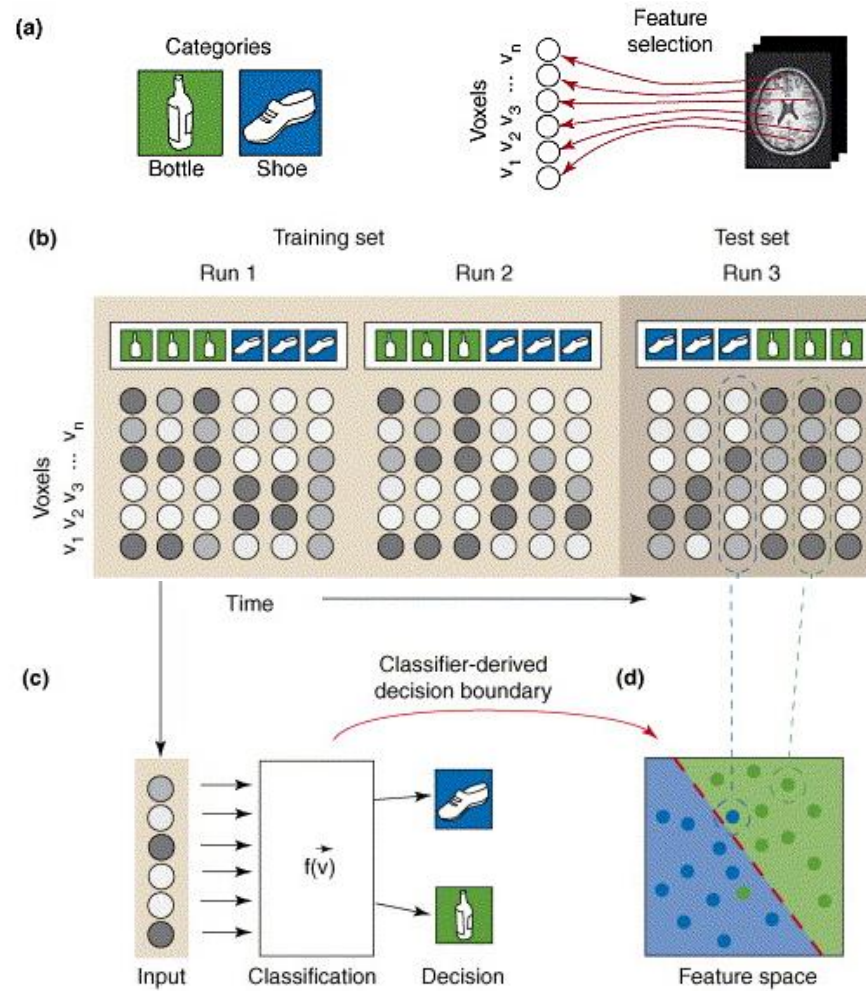 (a)
Categories
Bottle
Shoe
Feature
selection
Voxels
v1 v2 v3 ... vn
(b)
Training set
Test set
Run 1
Run 2
Run 3
Voxels
v1 v2 v3 ... vn
Time
(c)
Classifier-derived
decision boundary
(d)
f(v)
Input
Classification
Decision
Feature space